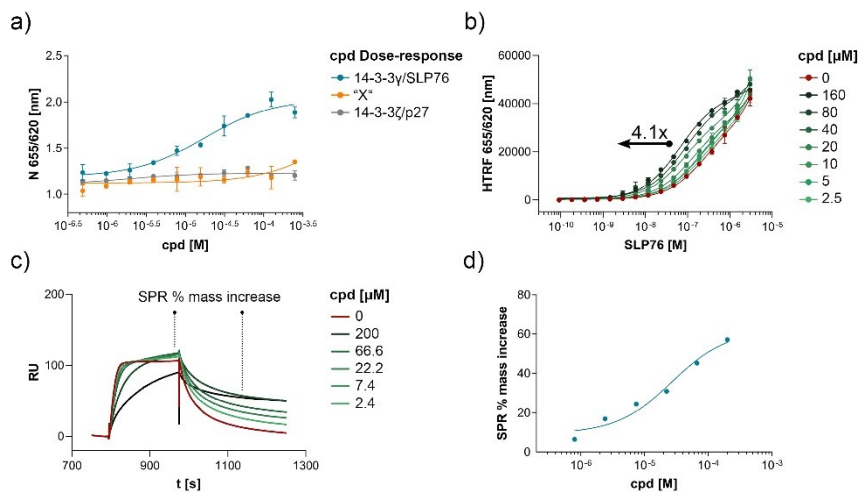 a)
cpd Dose-response
14-3-3γ/SLP76
"X"
14-3-3ζ/p27
N 655/620 [nm]
2.5
2.0
1.5
1.0
10⁻⁶·⁵ 10⁻⁶ 10⁻⁵·⁵ 10⁻⁵ 10⁻⁴·⁵ 10⁻⁴ 10⁻³·⁵
cpd [M]
b)
cpd [µM]
0
160
80
40
20
10
5
2.5
HTRF 655/620 [nm]
60000
40000
20000
0
4.1x
10⁻¹⁰ 10⁻⁹ 10⁻⁸ 10⁻⁷ 10⁻⁶ 10⁻⁵
SLP76 [M]
c)
SPR % mass increase
cpd [µM]
0
200
66.6
22.2
7.4
2.4
RU
200
100
0
700 900 1100 1300
t [s]
d)
SPR % mass increase
80
60
40
20
0
10⁻⁶ 10⁻⁵ 10⁻⁴ 10⁻³
cpd [M]